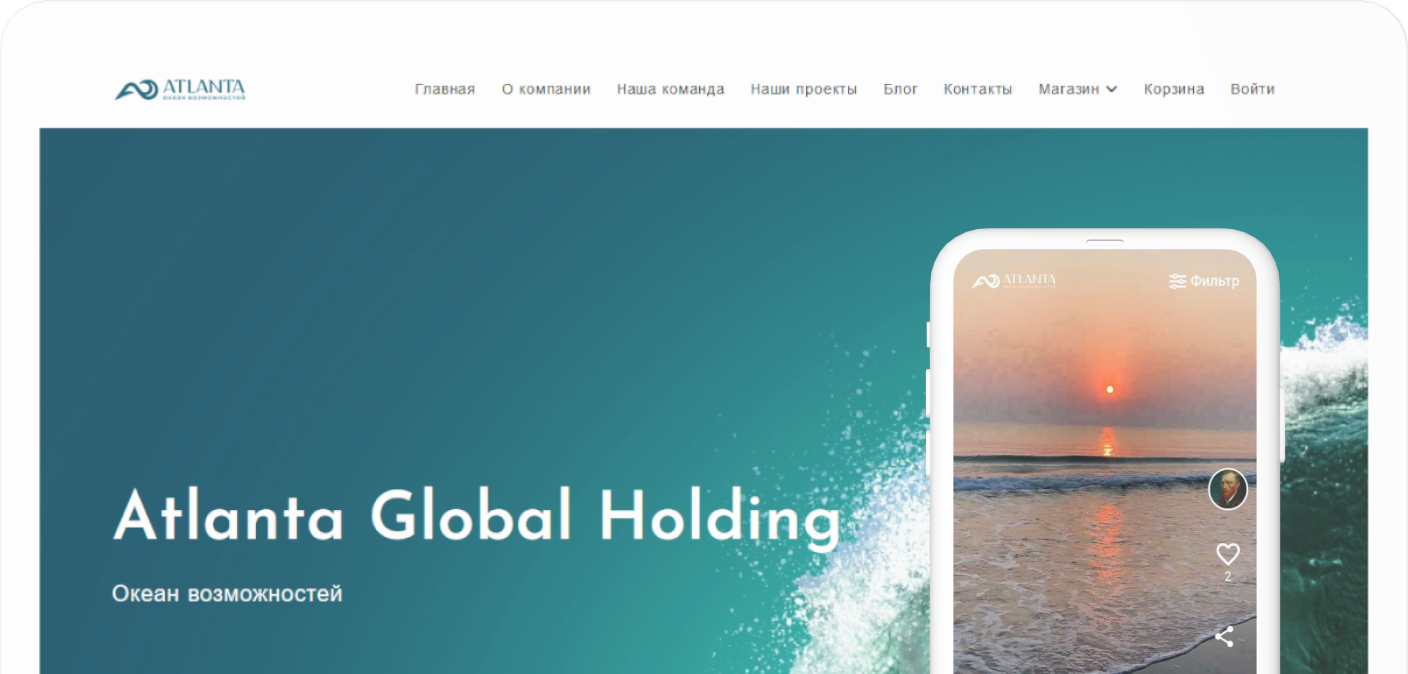 ATLANTA
ОКЕАН ВОЗМОЖНОСТЕЙ
Главная О компании Наша команда Наши проекты Блог Контакты Магазин Корзина Войти
ATLANTA
Фильтр
Atlanta Global Holding
Океан возможностей
2